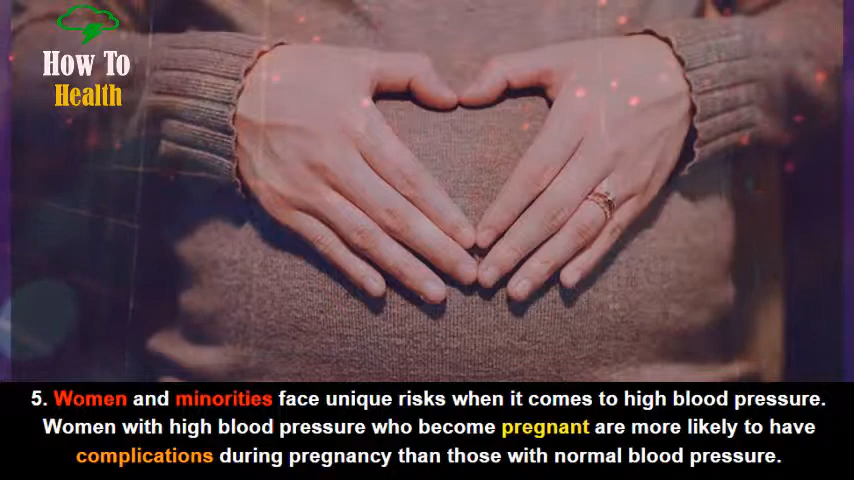 How To
Health
5. Women and minorities face unique risks when it comes to high blood pressure.
Women with high blood pressure who become pregnant are more likely to have
complications during pregnancy than those with normal blood pressure.